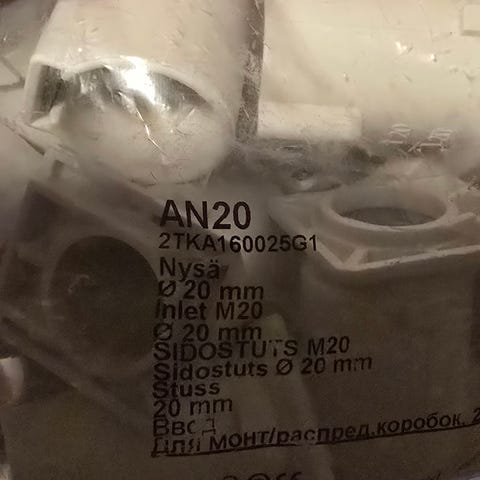 AN20
2TKA160025G1
Nysä
Ø 20 mm
Inlet M20
Ø 20 mm
SIDOSTUTS M20
Sidostuts Ø 20 mm
Stuss
20 mm
Ввод
для монт/распред.коробок. 2